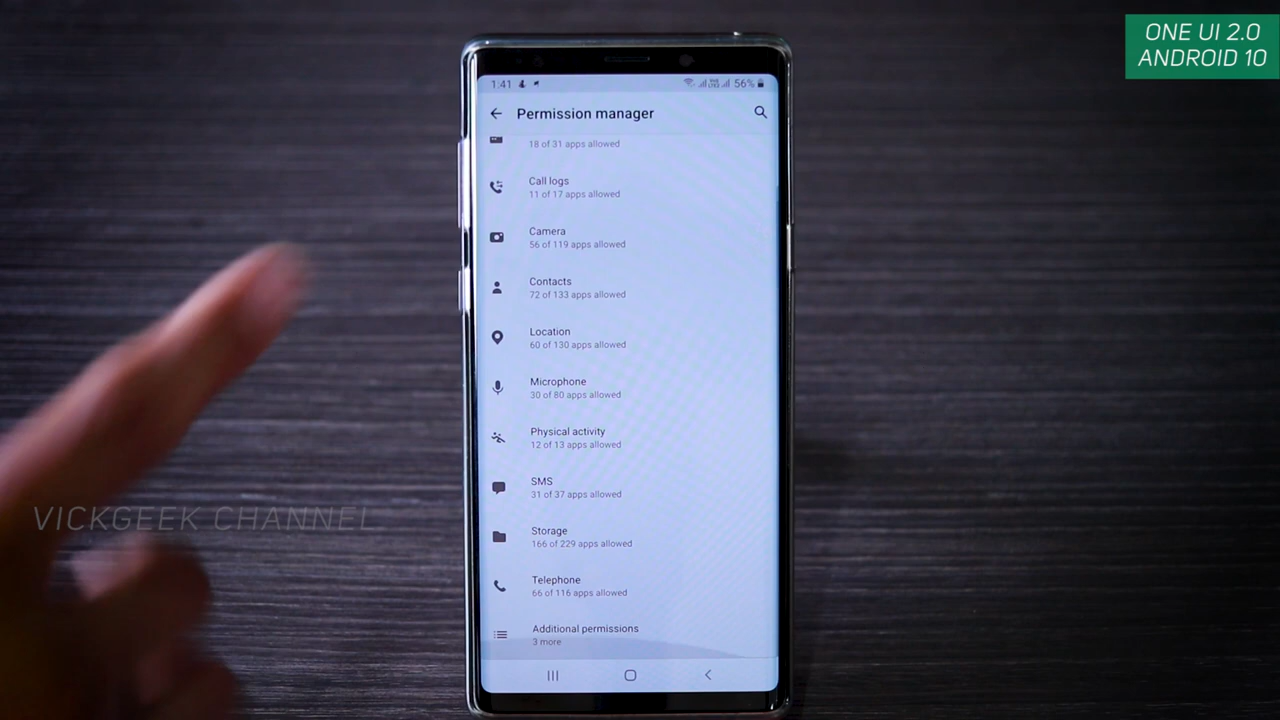 ONE UI 2.0
ANDROID 10
1:41
56%
Permission manager
18 of 31 apps allowed
Call logs
11 of 17 apps allowed
Camera
56 of 119 apps allowed
Contacts
72 of 133 apps allowed
Location
60 of 130 apps allowed
Microphone
30 of 80 apps allowed
Physical activity
12 of 13 apps allowed
SMS
31 of 37 apps allowed
VICKGEEK CHANNEL
Storage
166 of 229 apps allowed
Telephone
66 of 116 apps allowed
Additional permissions
3 more